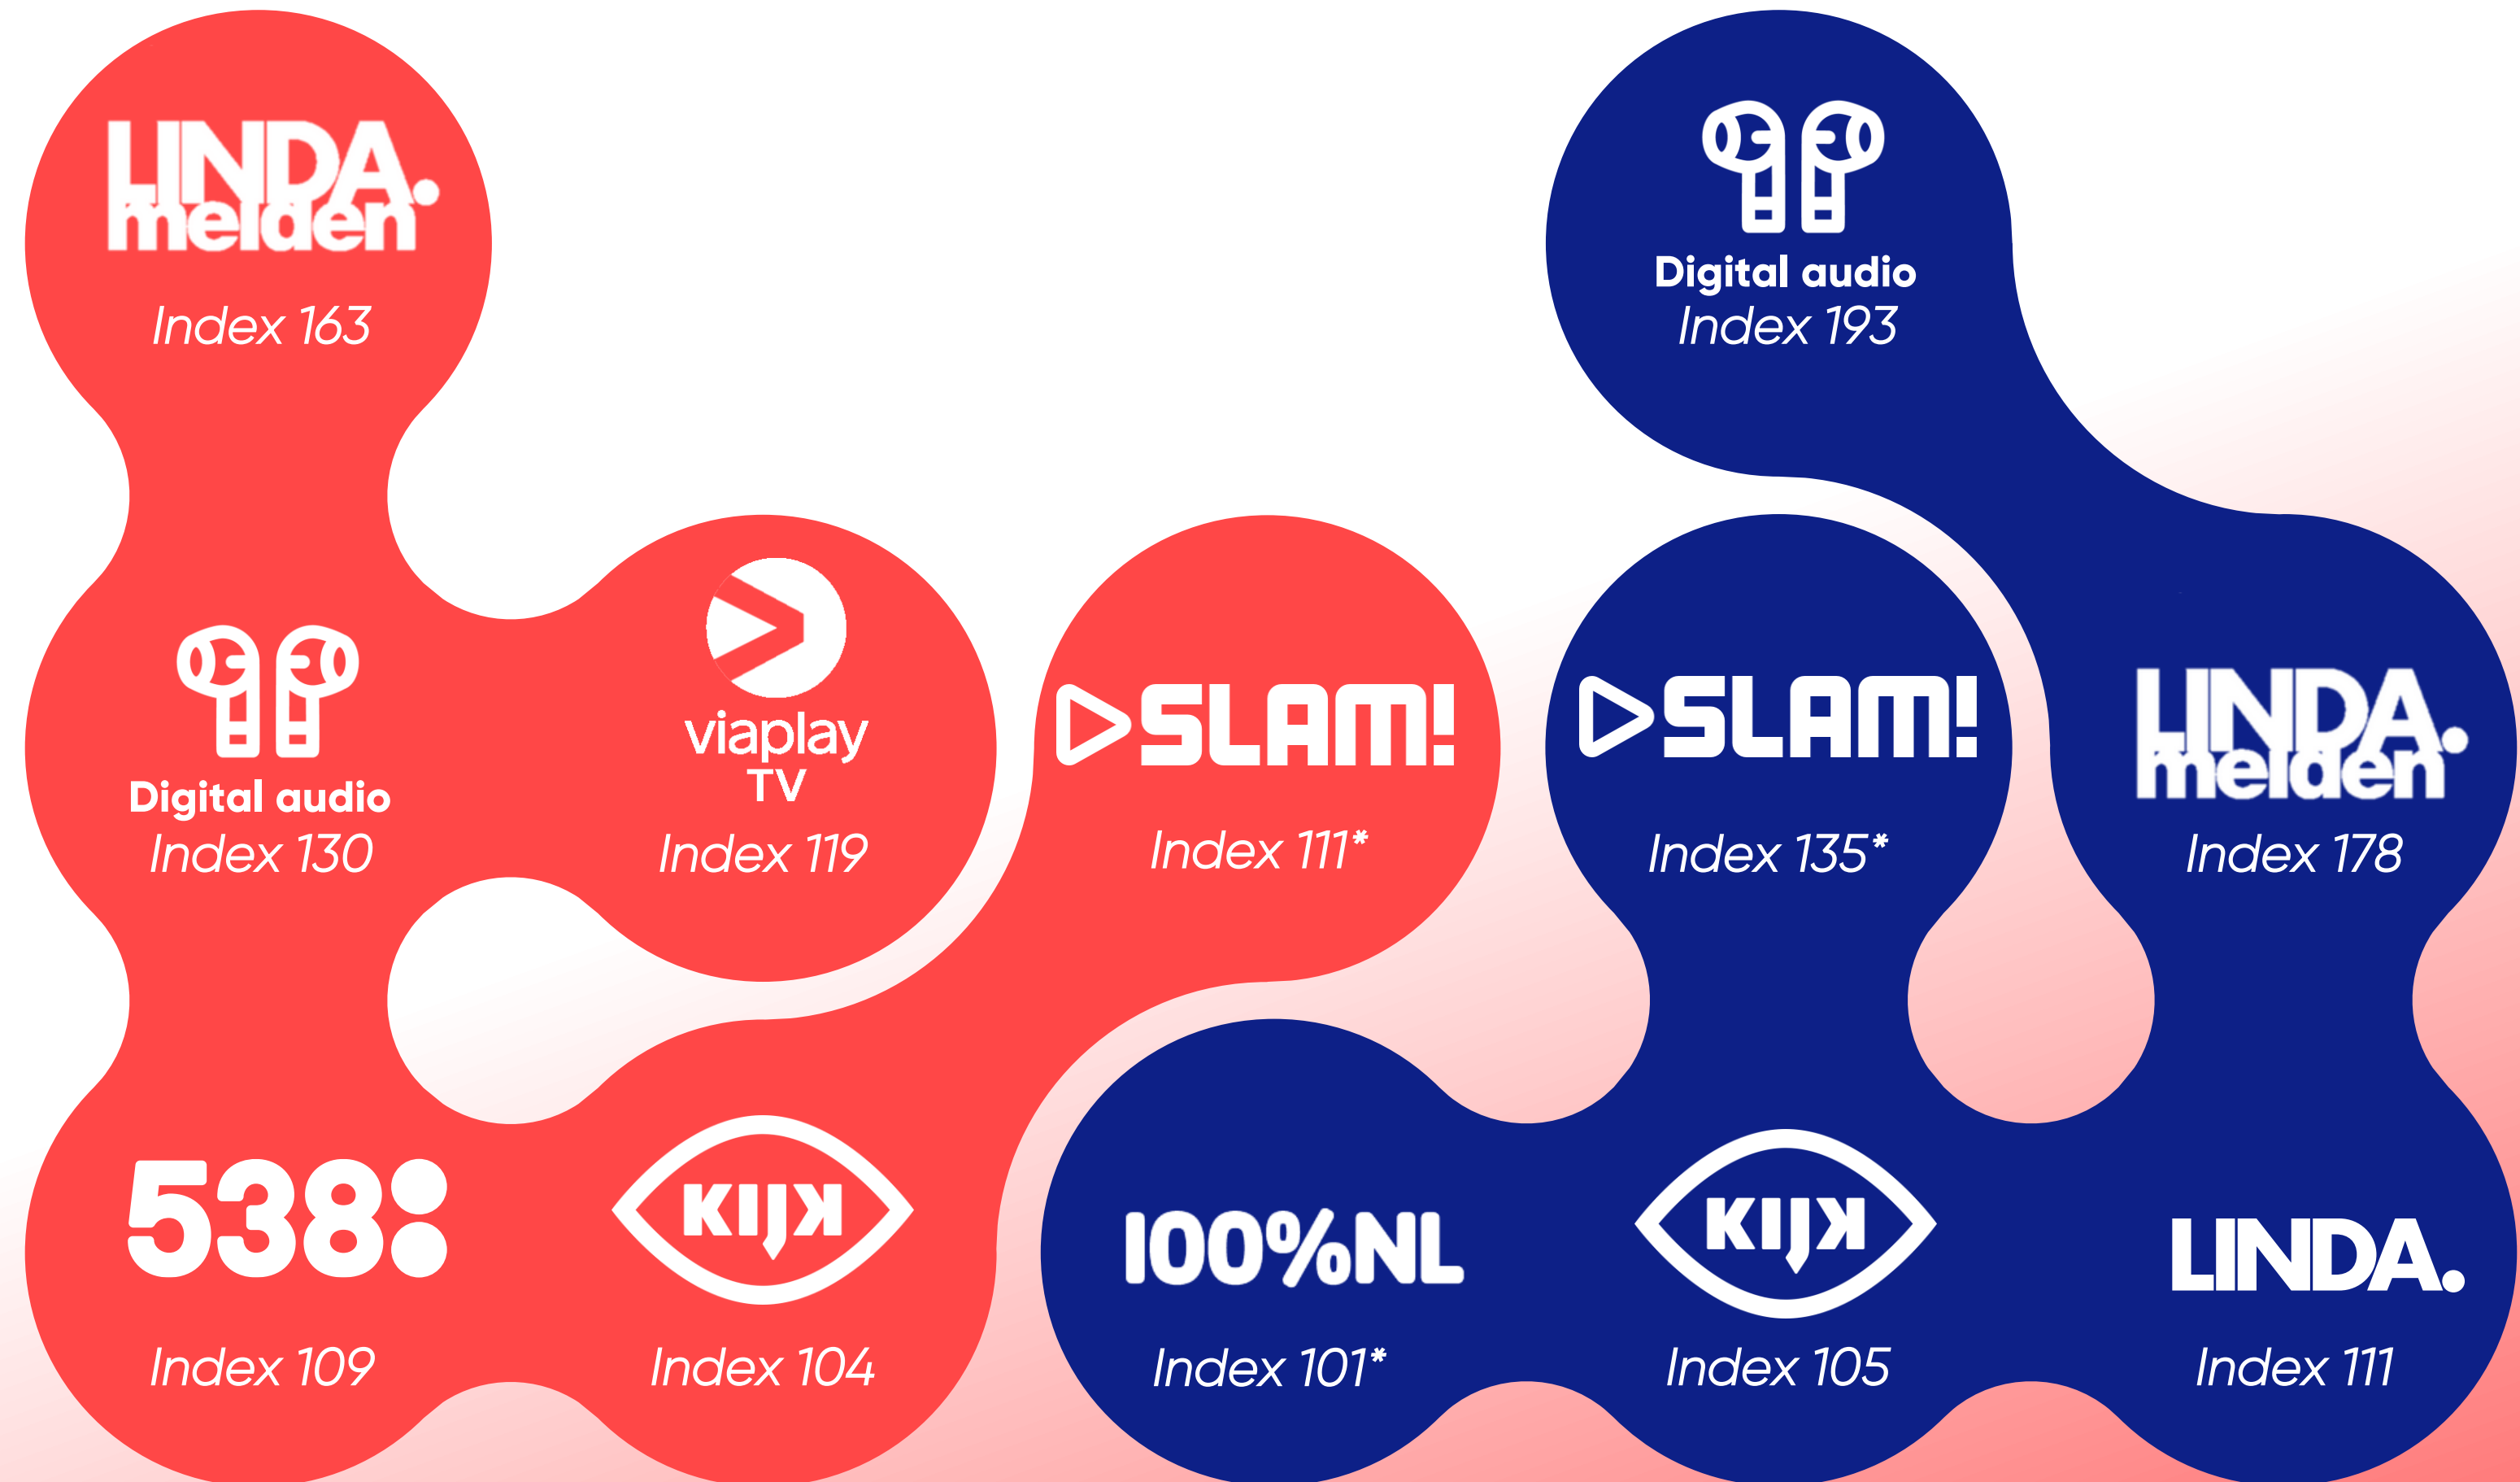 LINDA.
melden
Index 163
Digital audio
Index 193
Digital audio
Index 130
viaplay
TV
Index 119
SLAM!
Index 111*
SLAM!
Index 135*
LINDA.
melden
Index 178
538
Index 109
KIJK
Index 104
100%NL
Index 101*
KIJK
Index 105
LINDA.
Index 111